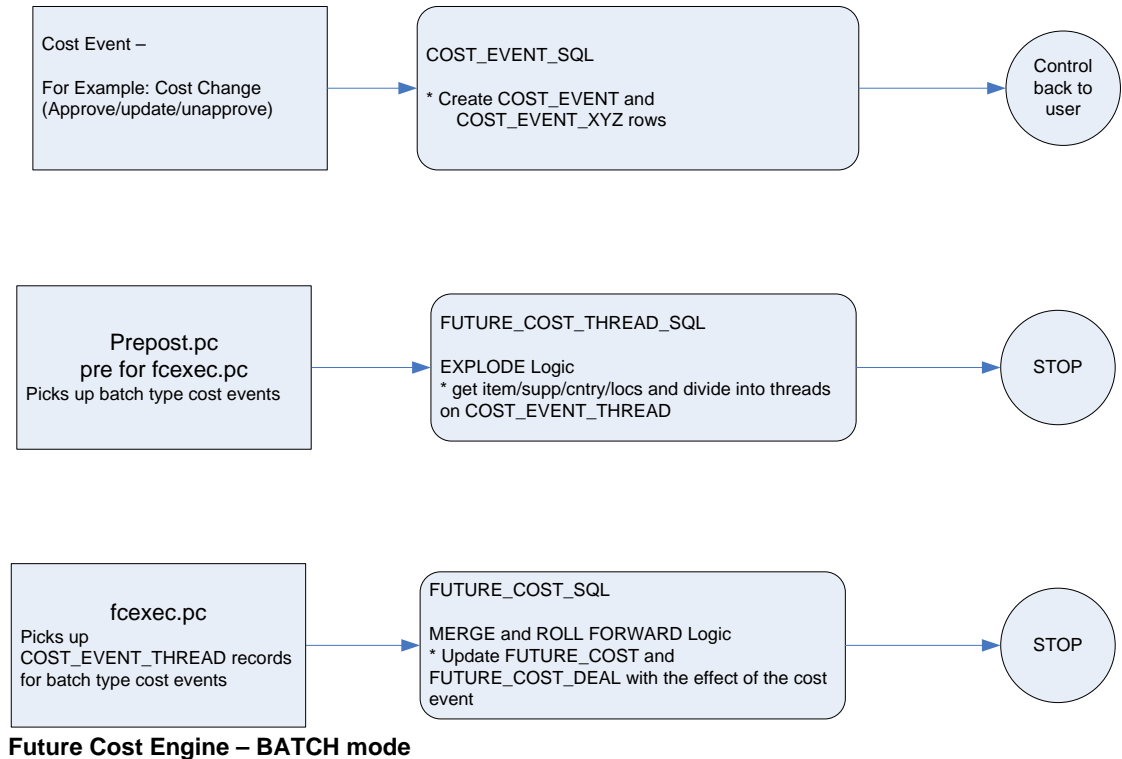 Cost Event –
For Example: Cost Change
(Approve/update/unapprove)
COST_EVENT_SQL
* Create COST_EVENT and
COST_EVENT_XYZ rows
Control
back to
user
Prepost.pc
pre for fcexec.pc
Picks up batch type cost events
FUTURE_COST_THREAD_SQL
EXPLODE Logic
* get item/supp/cntry/locs and divide into threads
on COST_EVENT_THREAD
STOP
fcexec.pc
Picks up
COST_EVENT_THREAD records
for batch type cost events
FUTURE_COST_SQL
MERGE and ROLL FORWARD Logic
* Update FUTURE_COST and
FUTURE_COST_DEAL with the effect of the cost
event
STOP
Future Cost Engine – BATCH mode